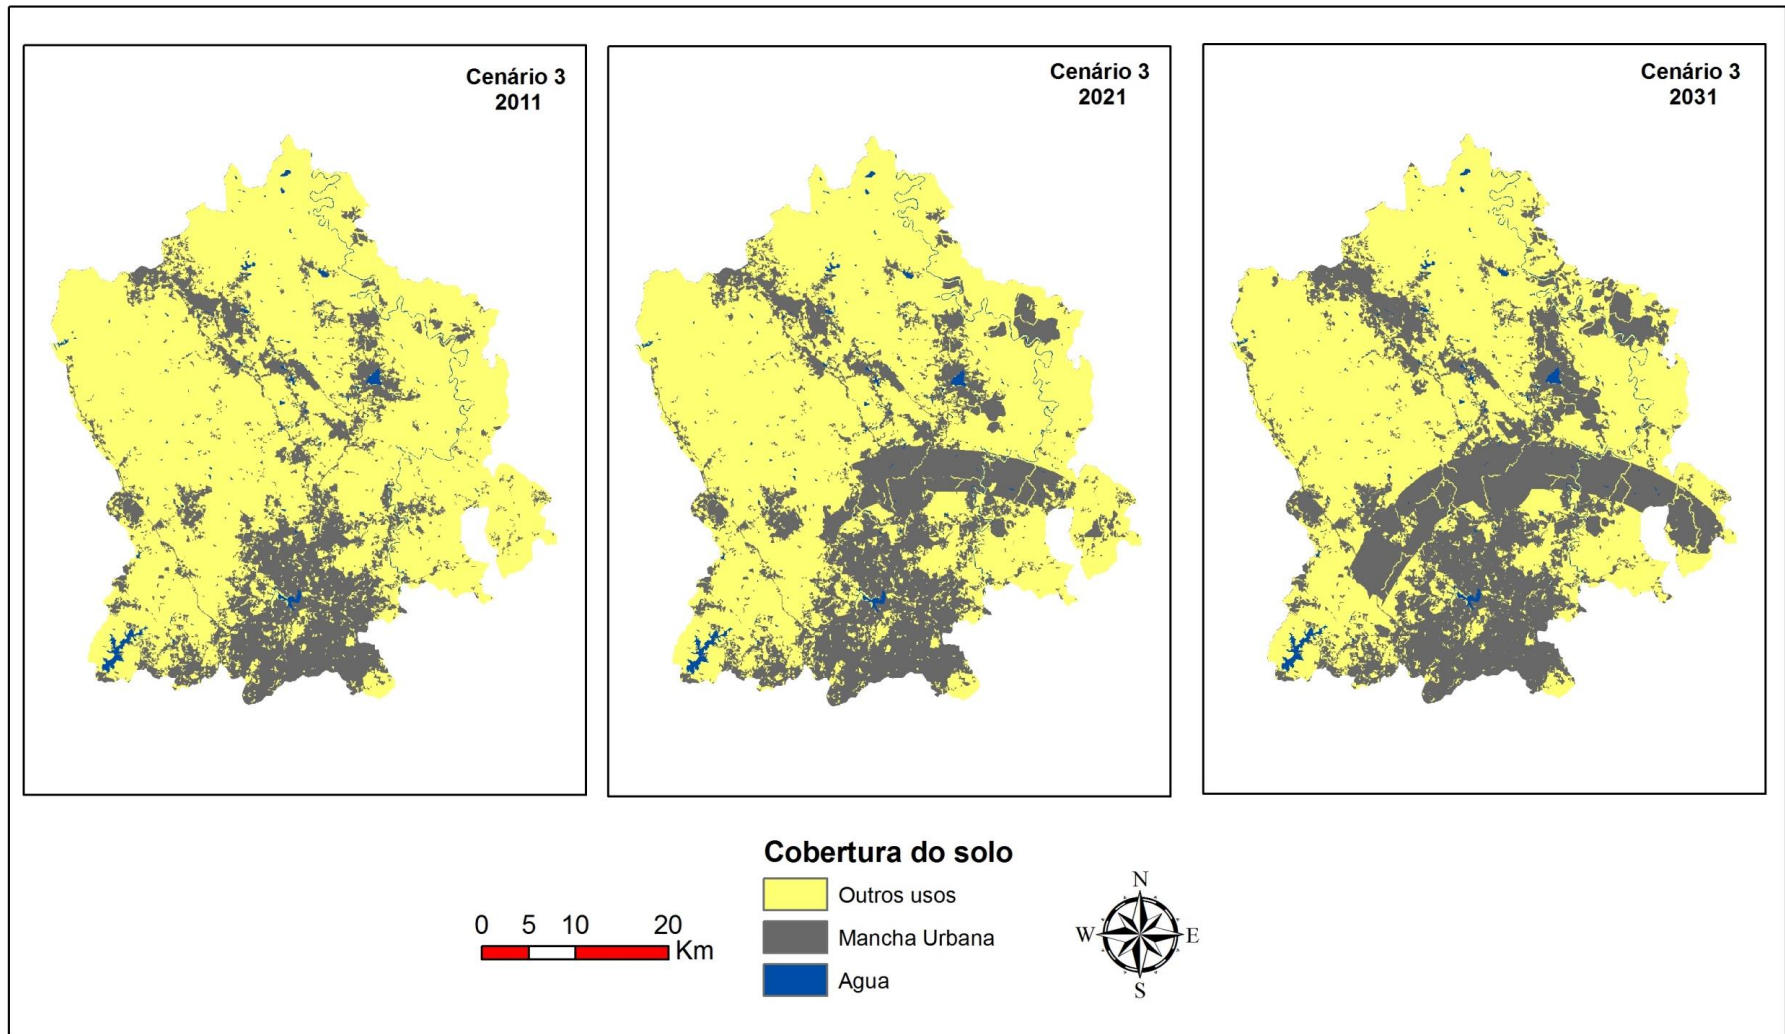 Cenário 3
2011
Cenário 3
2021
Cenário 3
2031
Cobertura do solo
Outros usos
Mancha Urbana
Agua
0 5 10 20
Km
N
W E
S